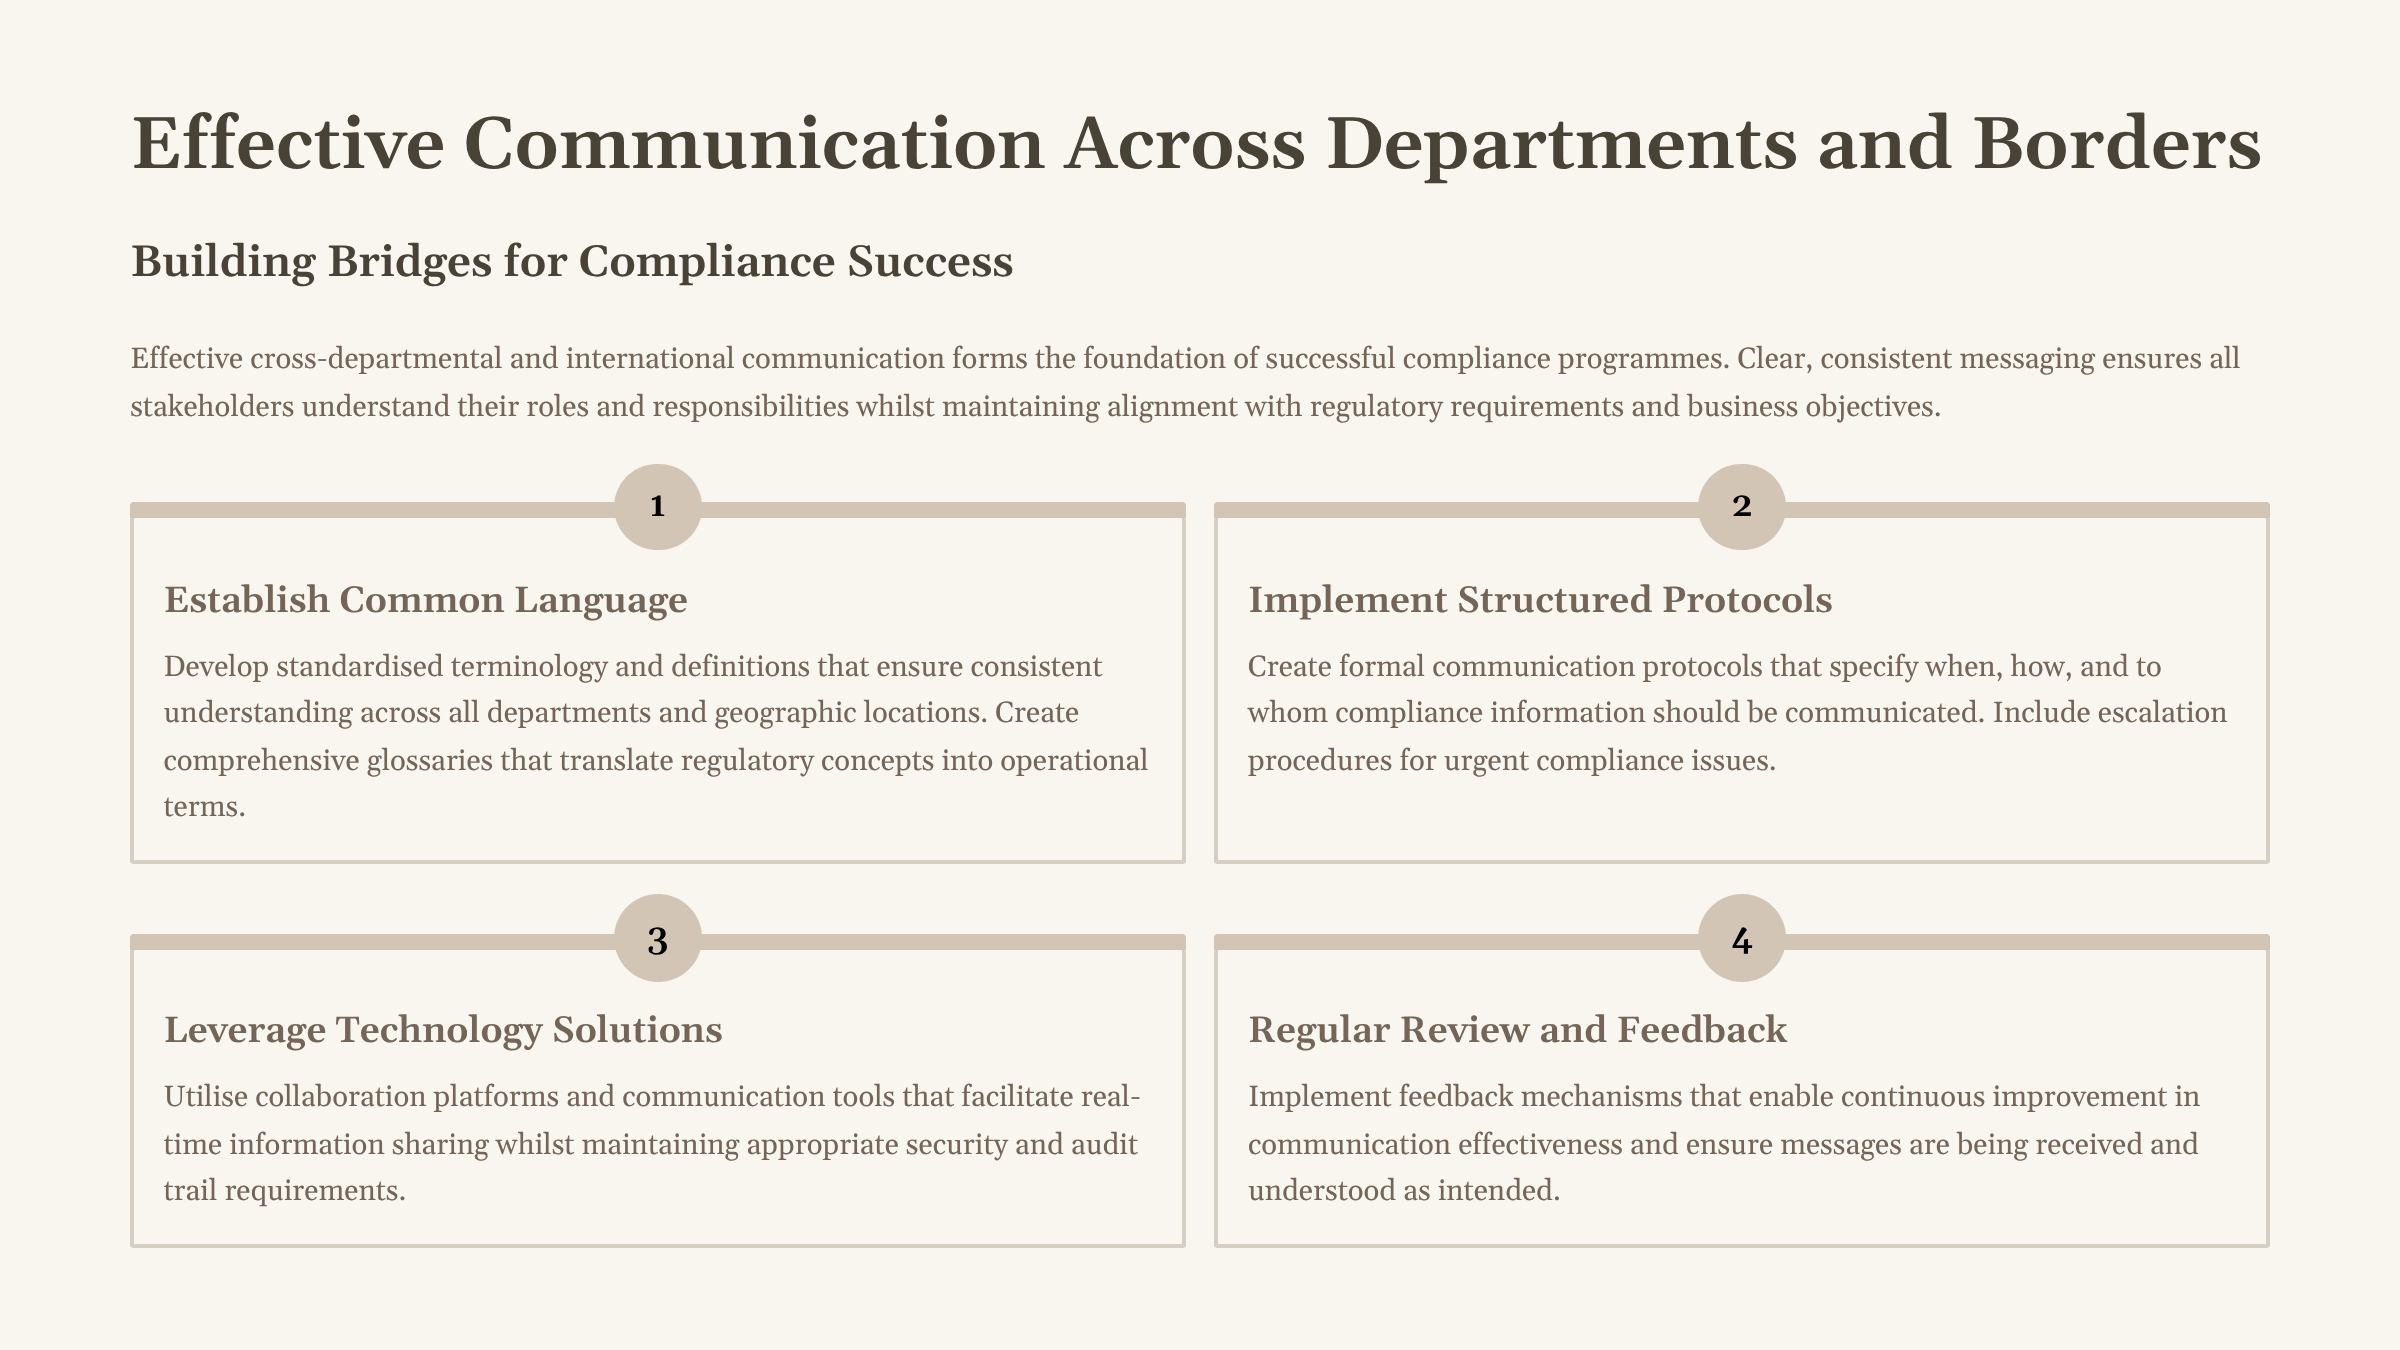 Effective Communication Across Departments and Borders
Building Bridges for Compliance Success
Effective cross-departmental and international communication forms the foundation of successful compliance programmes. Clear, consistent messaging ensures all
stakeholders understand their roles and responsibilities whilst maintaining alignment with regulatory requirements and business objectives.
1
Establish Common Language
Develop standardised terminology and definitions that ensure consistent
understanding across all departments and geographic locations. Create
comprehensive glossaries that translate regulatory concepts into operational
terms.
2
Implement Structured Protocols
Create formal communication protocols that specify when, how, and to
whom compliance information should be communicated. Include escalation
procedures for urgent compliance issues.
3
Leverage Technology Solutions
Utilise collaboration platforms and communication tools that facilitate real-
time information sharing whilst maintaining appropriate security and audit
trail requirements.
4
Regular Review and Feedback
Implement feedback mechanisms that enable continuous improvement in
communication effectiveness and ensure messages are being received and
understood as intended.